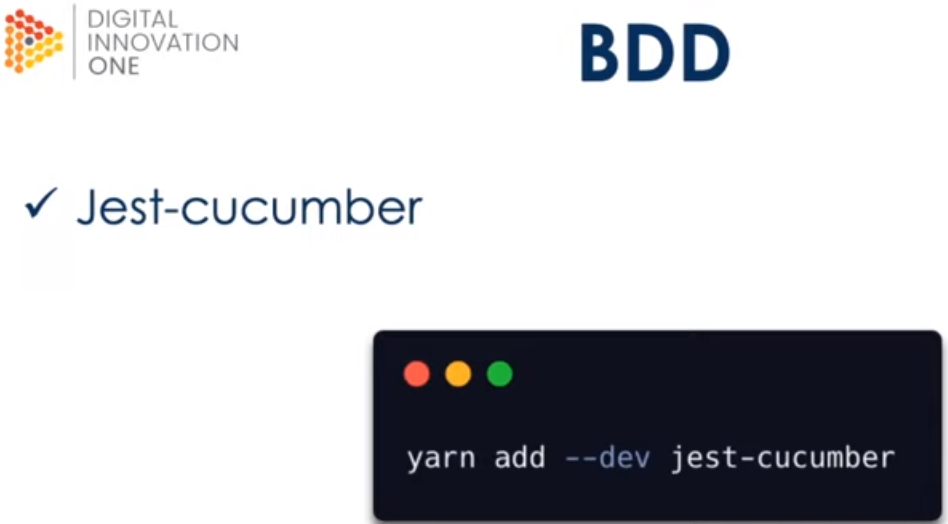 DIGITAL
INNOVATION
ONE
BDD
✓ Jest-cucumber
yarn add --dev jest-cucumber